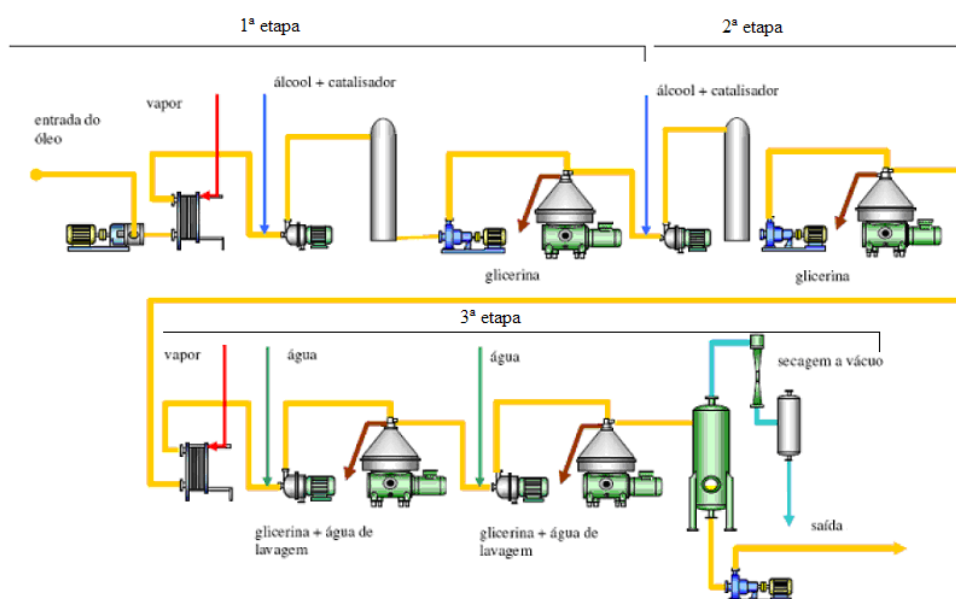 1ª etapa
2ª etapa
álcool + catalisador
álcool + catalisador
vapor
entrada do
óleo
glicerina
glicerina
3ª etapa
vapor
água
água
secagem a vácuo
glicerina + água de
lavagem
glicerina + água de
lavagem
saída